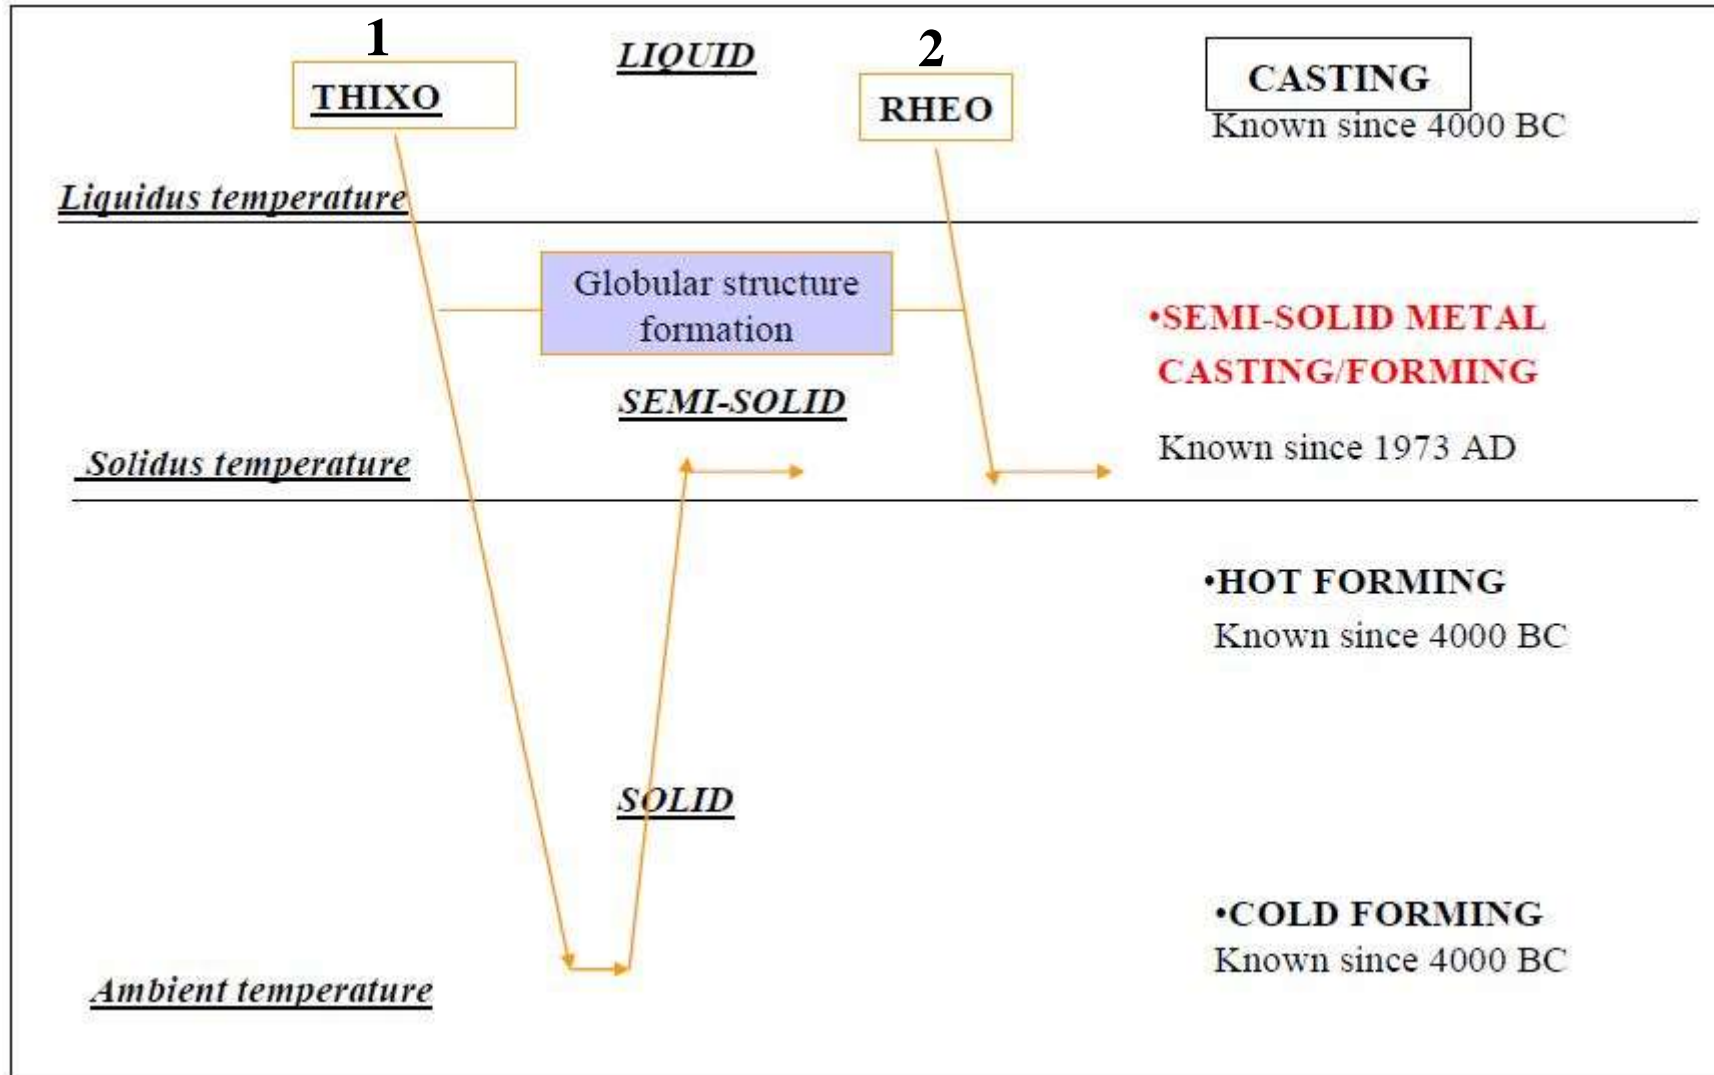 1
THIXO
LIQUID
2
RHEO
CASTING
Known since 4000 BC
Liquidus temperature
Globular structure
formation
•SEMI-SOLID METAL
CASTING/FORMING
SEMI-SOLID
Known since 1973 AD
Solidus temperature
•HOT FORMING
Known since 4000 BC
SOLID
•COLD FORMING
Known since 4000 BC
Ambient temperature